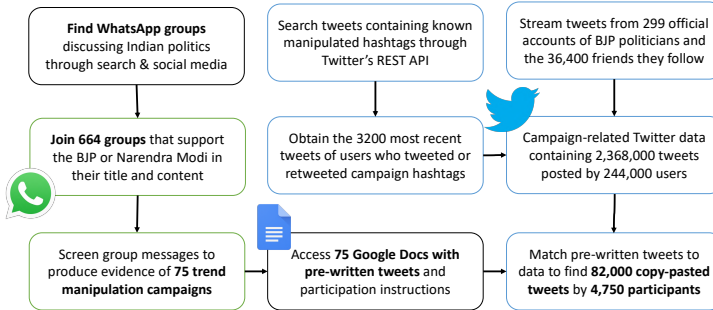 Find WhatsApp groups
discussing Indian politics
through search & social media
Search tweets containing known
manipulated hashtags through
Twitter's REST API
Stream tweets from 299 official
accounts of BJP politicians and
the 36,400 friends they follow
Join 664 groups that support
the BJP or Narendra Modi in
their title and content
Obtain the 3200 most recent
tweets of users who tweeted or
retweeted campaign hashtags
Campaign-related Twitter data
containing 2,368,000 tweets
posted by 244,000 users
Screen group messages to
produce evidence of 75 trend
manipulation campaigns
Access 75 Google Docs with
pre-written tweets and
participation instructions
Match pre-written tweets to
data to find 82,000 copy-pasted
tweets by 4,750 participants